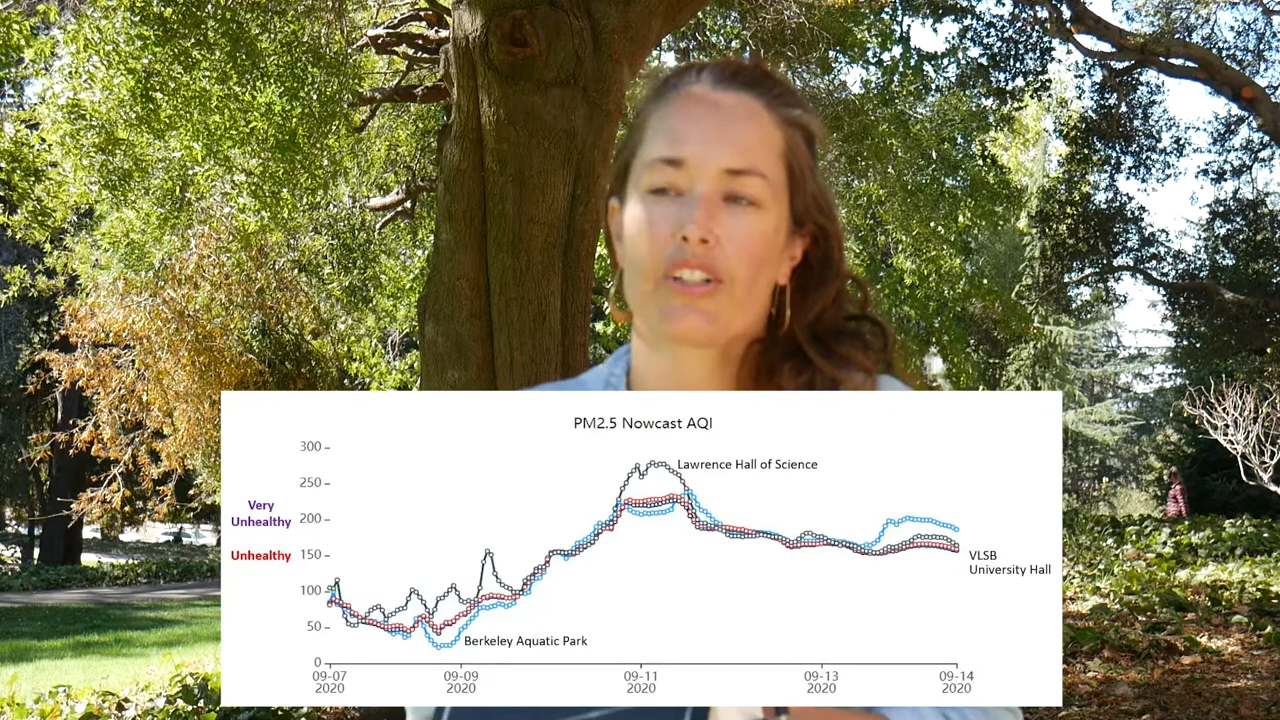 PM2.5 Nowcast AQI
300
250
200
150
100
50
0
Very
Unhealthy
Unhealthy
Lawrence Hall of Science
Berkeley Aquatic Park
VLSB
University Hall
09-07
2020
09-09
2020
09-11
2020
09-13
2020
09-14
2020